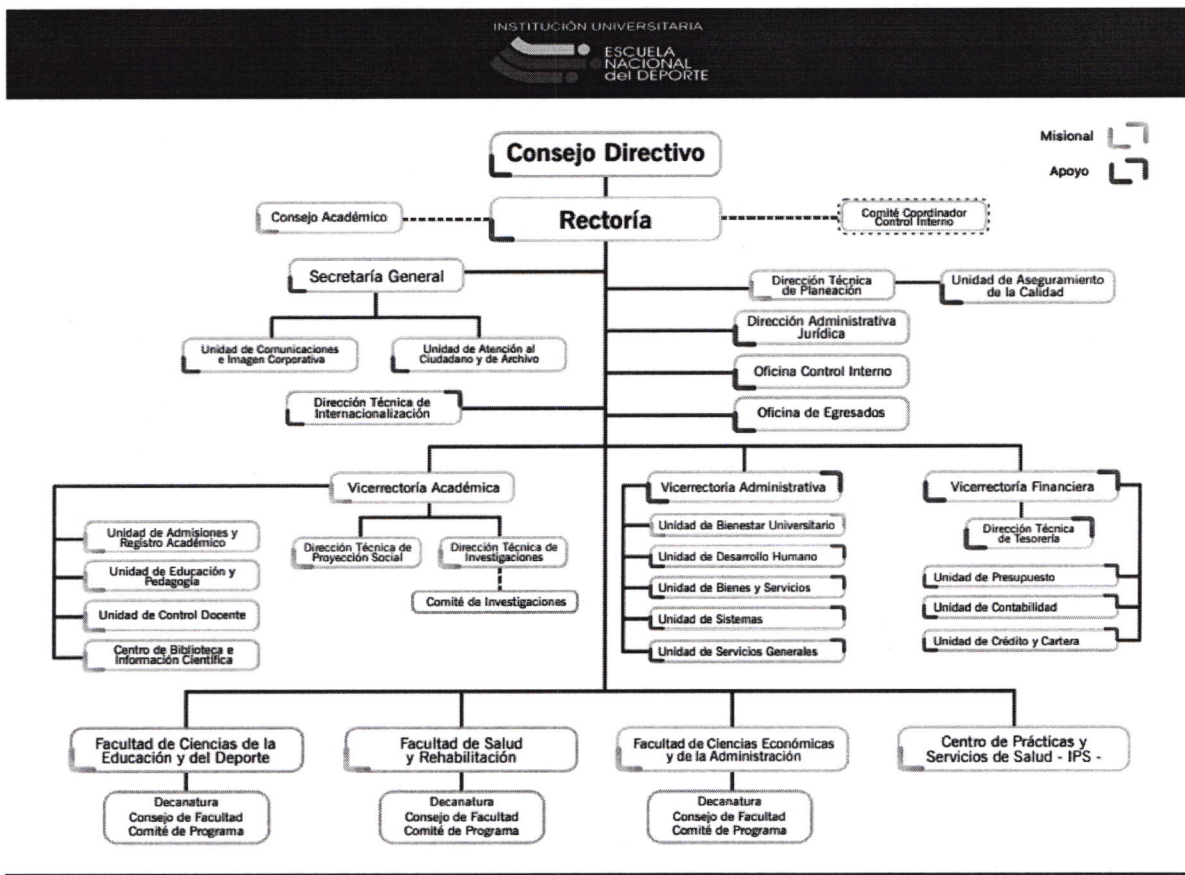 INSTITUCIÓN UNIVERSITARIA
ESCUELA
NACIONAL
del DEPORTE
Misional
Apoyo
Consejo Directivo
Rectoría
Consejo Académico
Comité Coordinador
Control Interno
Secretaría General
Unidad de Comunicaciones
e Imagen Corporativa
Unidad de Atención al
Ciudadano y de Archivo
Dirección Técnica
de Planeación
Unidad de Aseguramiento
de la Calidad
Dirección Administrativa
Jurídica
Oficina Control Interno
Dirección Técnica de
Internacionalización
Oficina de Egresados
Vicerrectoría Académica
Unidad de Admisiones y
Registro Académico
Unidad de Educación y
Pedagogía
Unidad de Control Docente
Centro de Biblioteca e
Información Científica
Dirección Técnica de
Proyección Social
Dirección Técnica de
Investigaciones
Comité de Investigaciones
Vicerrectoría Administrativa
Unidad de Bienestar Universitario
Unidad de Desarrollo Humano
Unidad de Bienes y Servicios
Unidad de Sistemas
Unidad de Servicios Generales
Vicerrectoría Financiera
Dirección Técnica
de Tesorería
Unidad de Presupuesto
Unidad de Contabilidad
Unidad de Crédito y Cartera
Facultad de Ciencias de la
Educación y del Deporte
Decanatura
Consejo de Facultad
Comité de Programa
Facultad de Salud
y Rehabilitación
Decanatura
Consejo de Facultad
Comité de Programa
Facultad de Ciencias Económicas
y de la Administración
Decanatura
Consejo de Facultad
Comité de Programa
Centro de Prácticas y
Servicios de Salud - IPS -